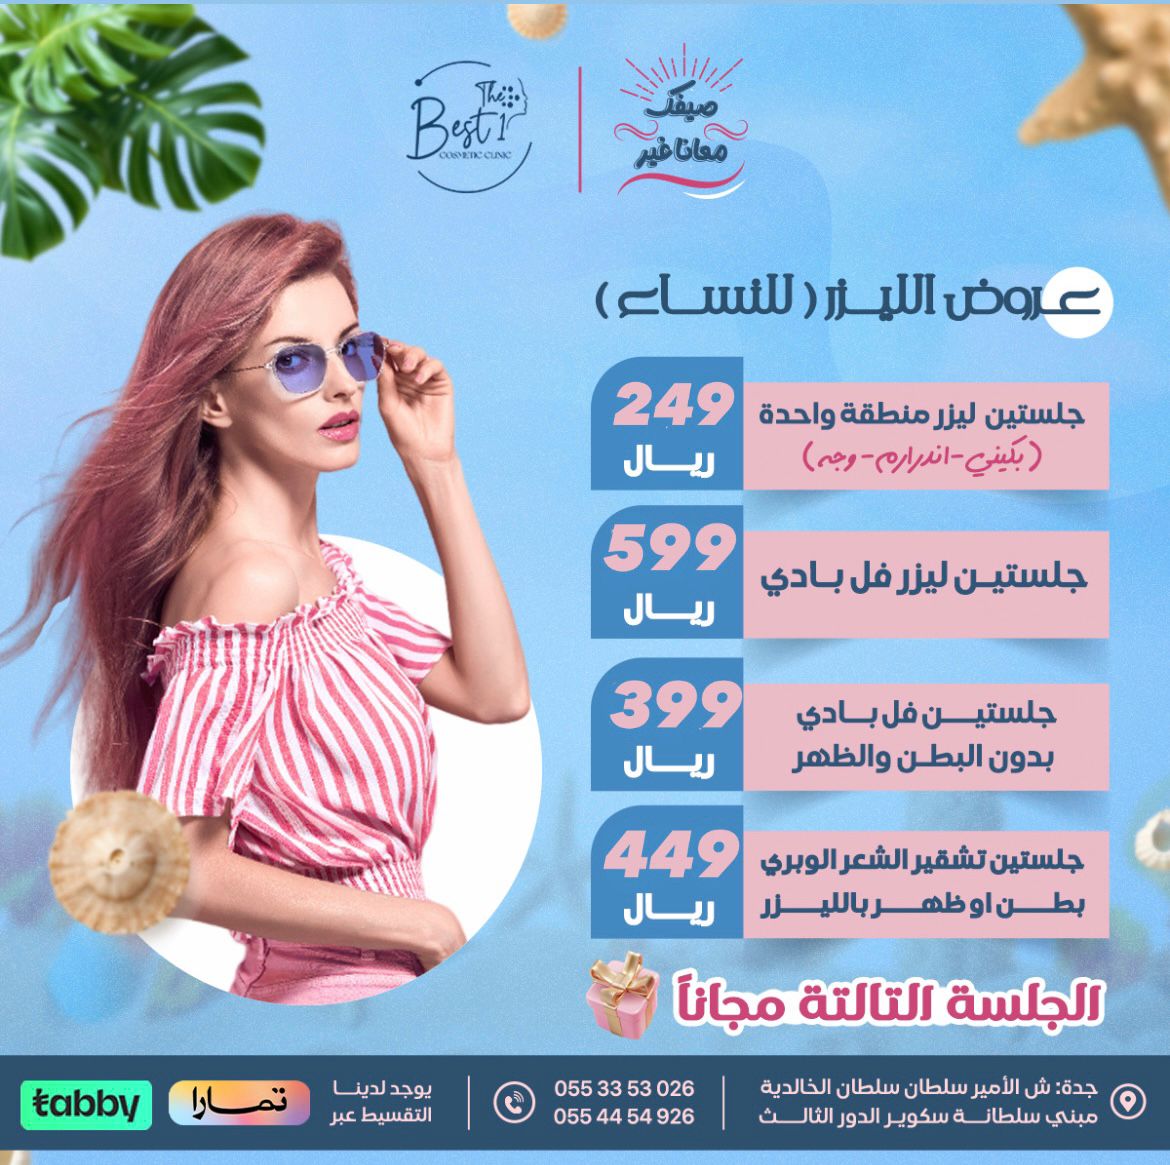 The
Best 1
COSMETIC CLINIC
صيفك
معانا غير
عروض الليزر ( للنساء )
جلستين ليزر منطقة واحدة
( بكيني - اندرارم - وجه )
249
ريال
جلستين ليزر فل بادي
599
ريال
جلستين فل بادي
بدون البطن والظهر
399
ريال
جلستين تشقير الشعر الوبري
بطن او ظهر بالليزر
449
ريال
الجلسة التالتة مجاناً
جدة: ش الأمير سلطان سلطان الخالدية
مبني سلطانة سكوير الدور الثالث
055 33 53 026
055 44 54 926
يوجد لدينا
التقسيط عبر
تمارا
tabby